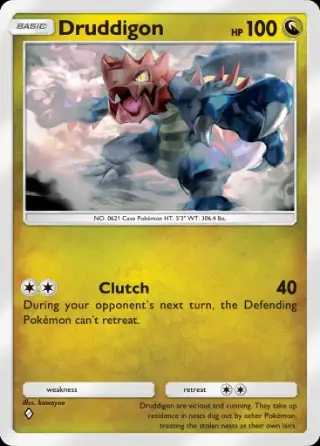 BASIC
Druddigon
HP 100
NO. 0621 Cave Pokémon HT: 5'3" WT: 306.4 lbs.
Clutch 40
During your opponent's next turn, the Defending
Pokémon can't retreat.
weakness retreat
Illus. kawayoo
Druddigon are vicious and cunning. They take up
residence in nests dug out by other Pokémon,
treating the stolen nests as their own lairs.